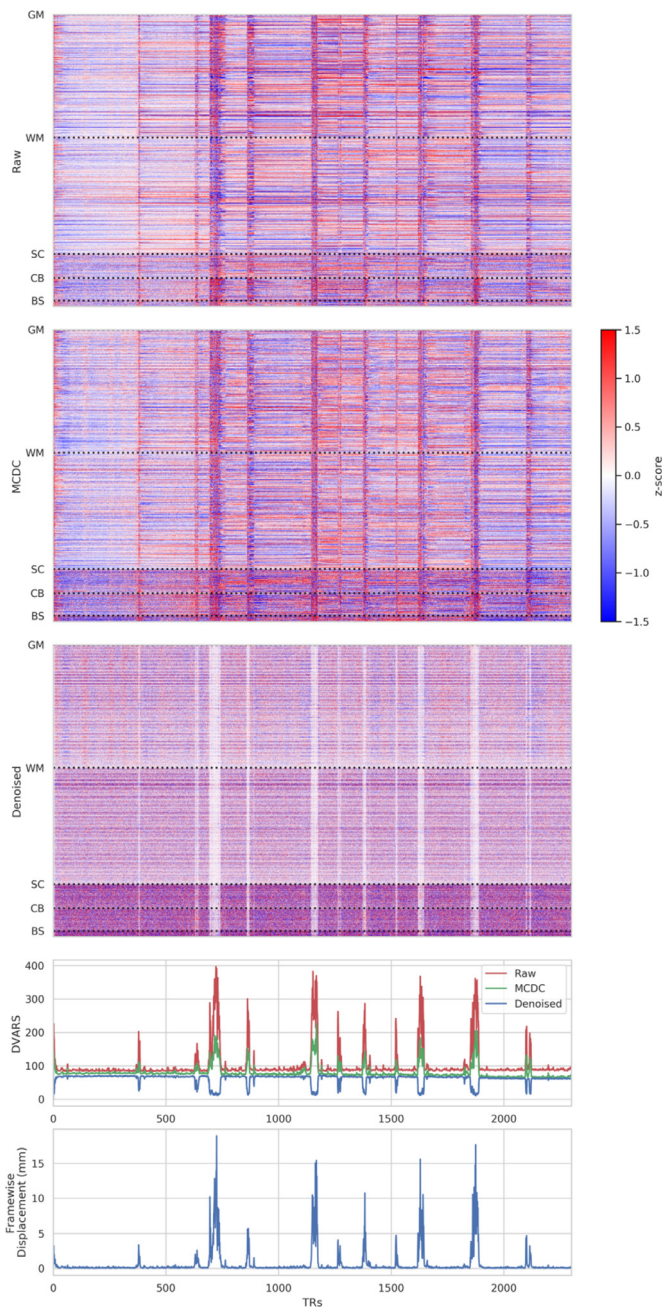 GM
WM
Raw
SC
CB
BS
GM
WM
MCDC
SC
CB
BS
1.5
1.0
0.5
0.0
−0.5
−1.0
−1.5
z-score
GM
WM
Denoised
SC
CB
BS
400
300
200
100
0
DVARS
Raw
MCDC
Denoised
0
500
1000
1500
2000
15
10
5
0
Framewise
Displacement (mm)
0
500
1000
1500
2000
TRs